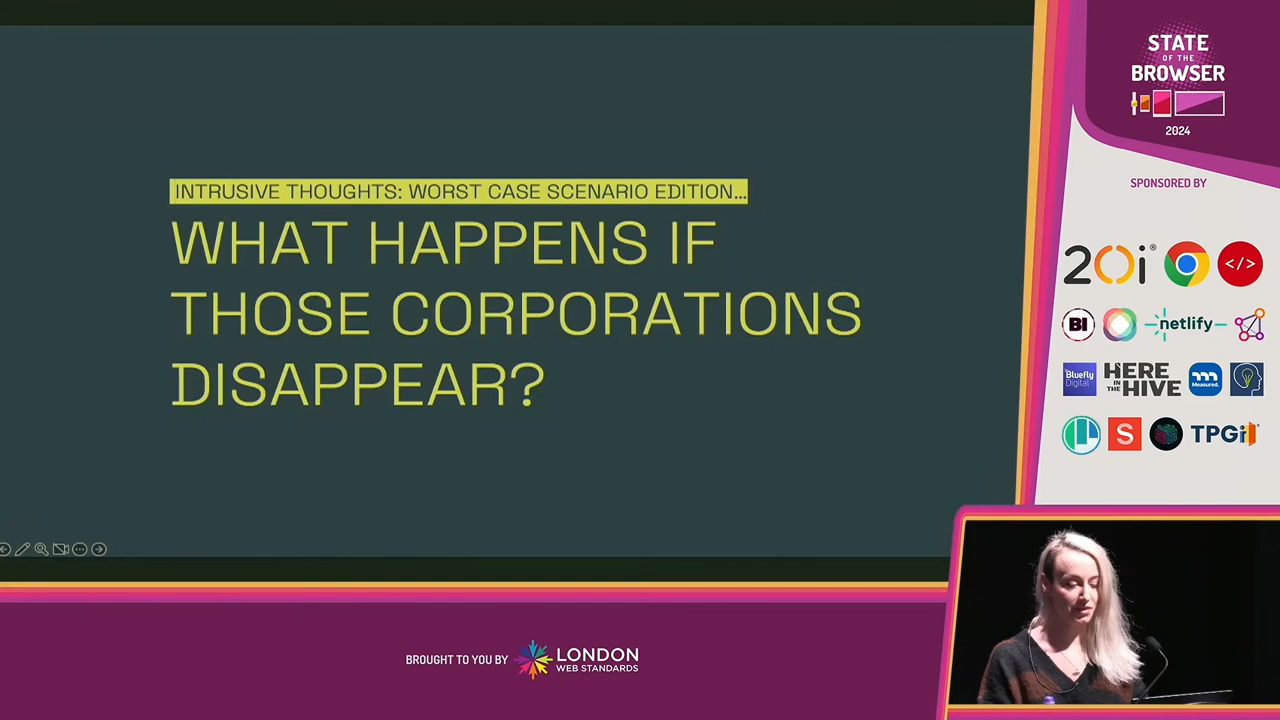 INTRUSIVE THOUGHTS: WORST CASE SCENARIO EDITION...
WHAT HAPPENS IF
THOSE CORPORATIONS
DISAPPEAR?
STATE
OF THE
BROWSER
2024
SPONSORED BY
20i®
</>
BI
netlify
Bluefly
Digital
HERE
IN THE
HIVE
Measured.
S
TPGi
BROUGHT TO YOU BY
LONDON
WEB STANDARDS